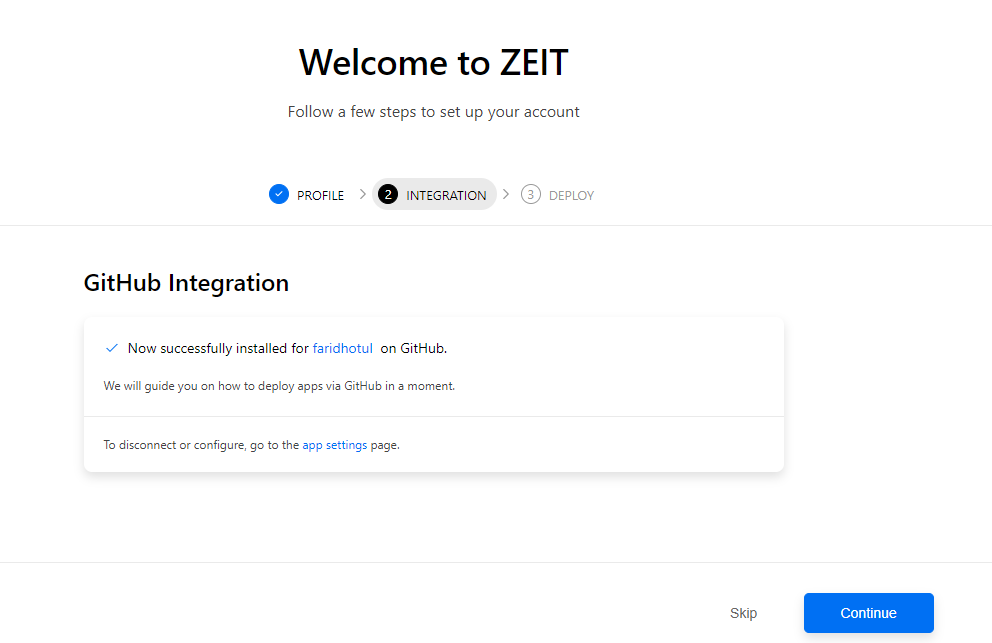 Welcome to ZEIT
Follow a few steps to set up your account
PROFILE 2 INTEGRATION 3 DEPLOY
GitHub Integration
Now successfully installed for faridhotul on GitHub.
We will guide you on how to deploy apps via GitHub in a moment.
To disconnect or configure, go to the app settings page.
Skip Continue